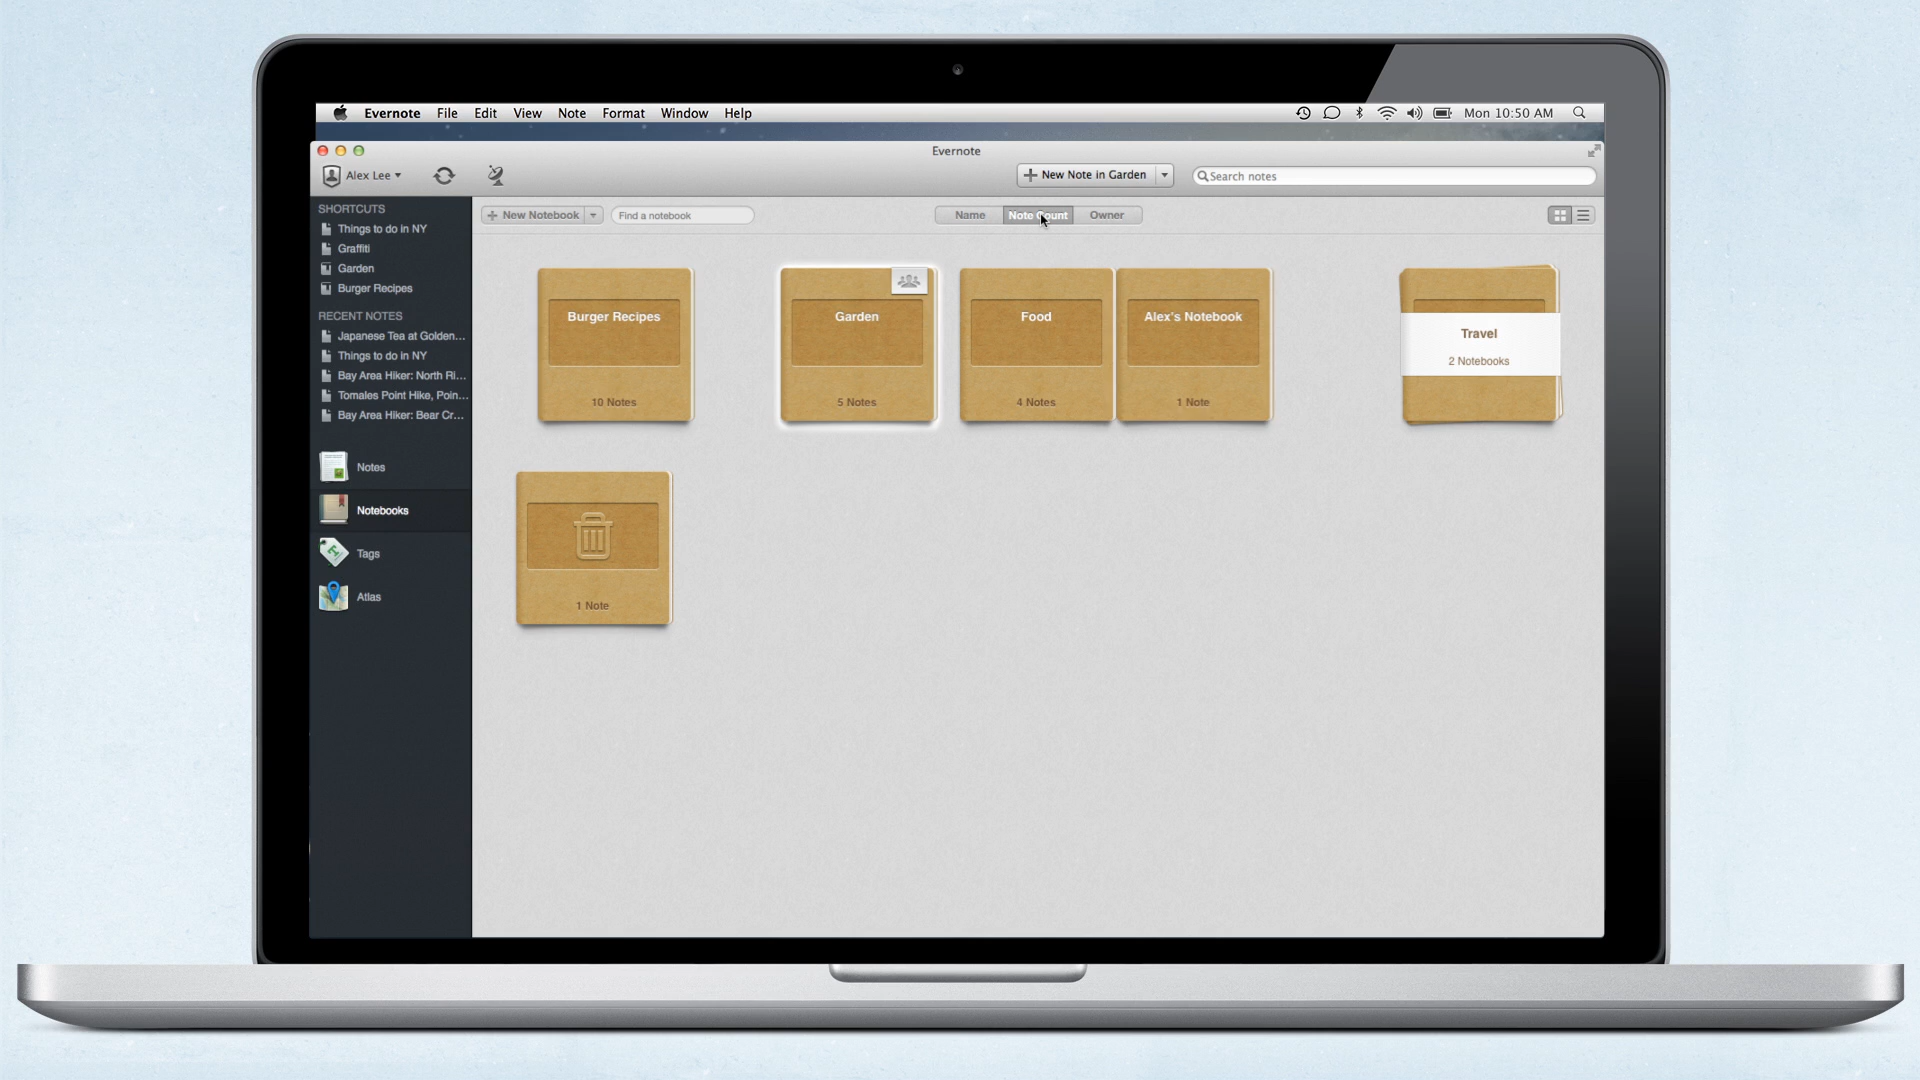 Evernote File Edit View Note Format Window Help
Mon 10:50 AM
Evernote
Alex Lee
New Note in Garden
Search notes
SHORTCUTS
Things to do in NY
Graffiti
Garden
Burger Recipes
RECENT NOTES
Japanese Tea at Golden...
Things to do in NY
Bay Area Hiker: North Ri...
Tomales Point Hike, Poin...
Bay Area Hiker: Bear Cr...
Notes
Notebooks
Tags
Atlas
New Notebook
Find a notebook
Name Note Count Owner
Burger Recipes
10 Notes
Garden
5 Notes
Food
4 Notes
Alex's Notebook
1 Note
Travel
2 Notebooks
1 Note